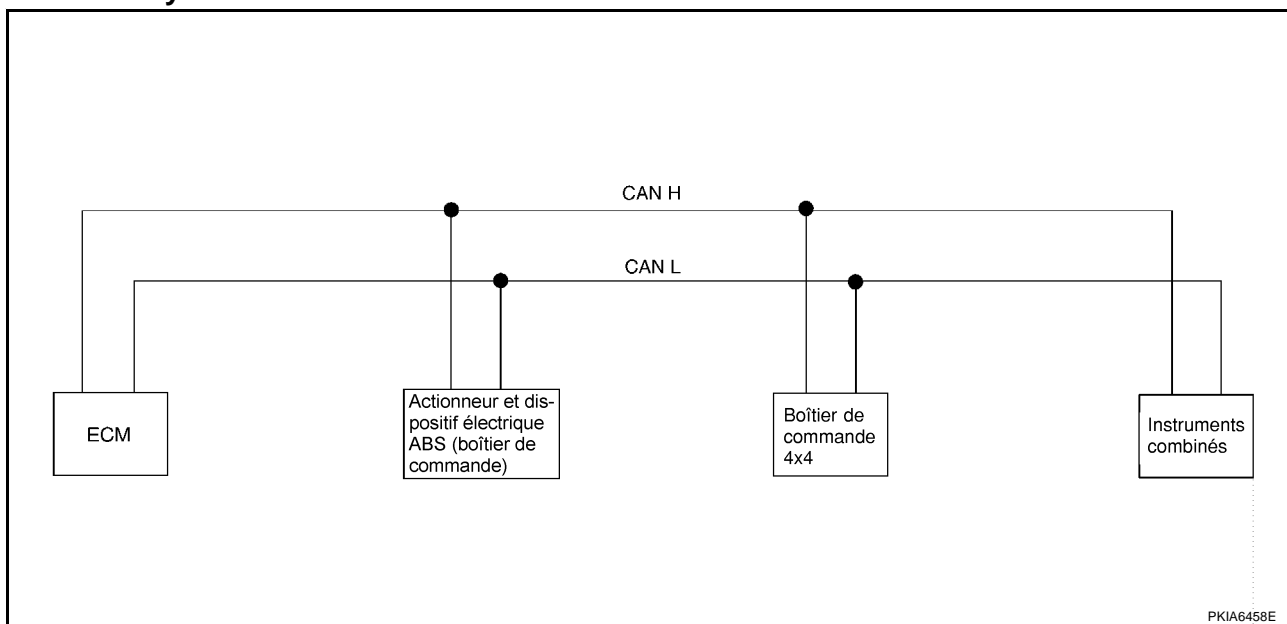 CAN H
CAN L
ECM
Actionneur et dis-
positif électrique
ABS (boîtier de
commande)
Boîtier de
commande
4x4
Instruments
combinés
PKIA6458E